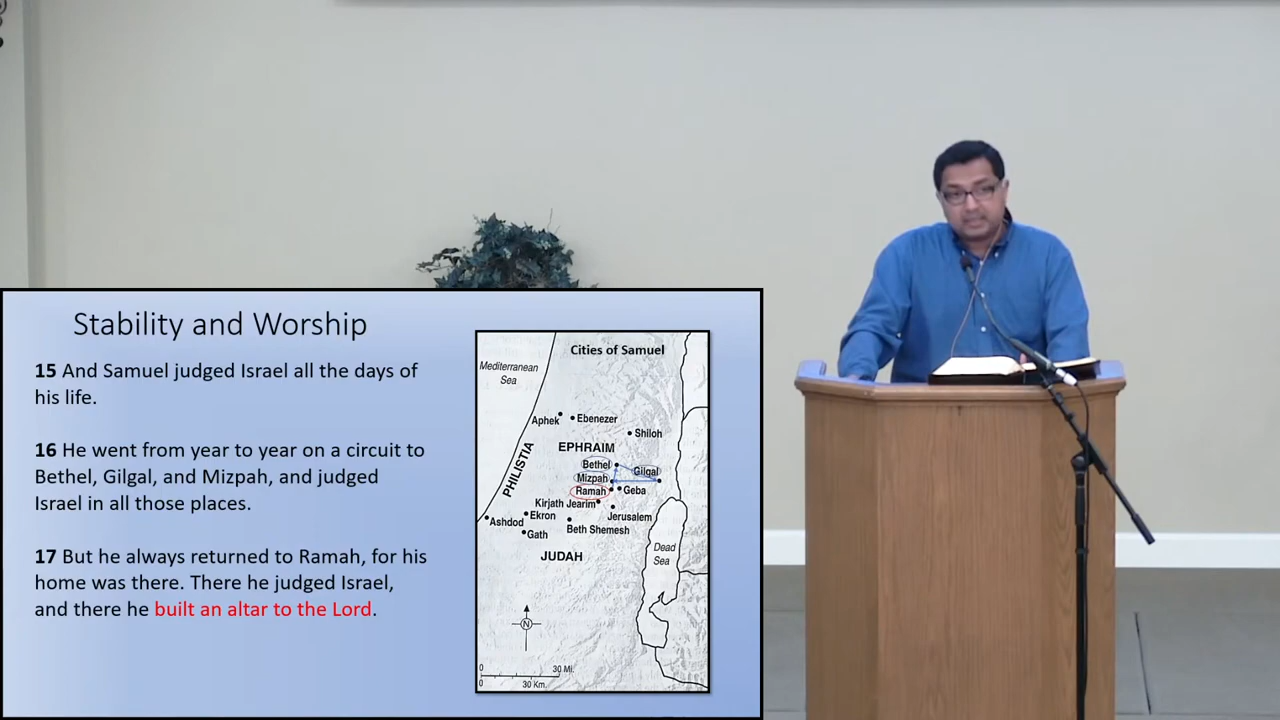 Stability and Worship
15 And Samuel judged Israel all the days of
his life.
16 He went from year to year on a circuit to
Bethel, Gilgal, and Mizpah, and judged
Israel in all those places.
17 But he always returned to Ramah, for his
home was there. There he judged Israel,
and there he built an altar to the Lord.
Cities of Samuel
Mediterranean
Sea
Aphek
Ebenezer
Shiloh
EPHRAIM
PHILISTIA
Bethel
Gilgal
Mizpah
Ramah
Geba
Kirjath Jearim
Ekron
Jerusalem
Ashdod
Beth Shemesh
Gath
JUDAH
Dead
Sea
N
0 30 Mi.
0 30 Km.